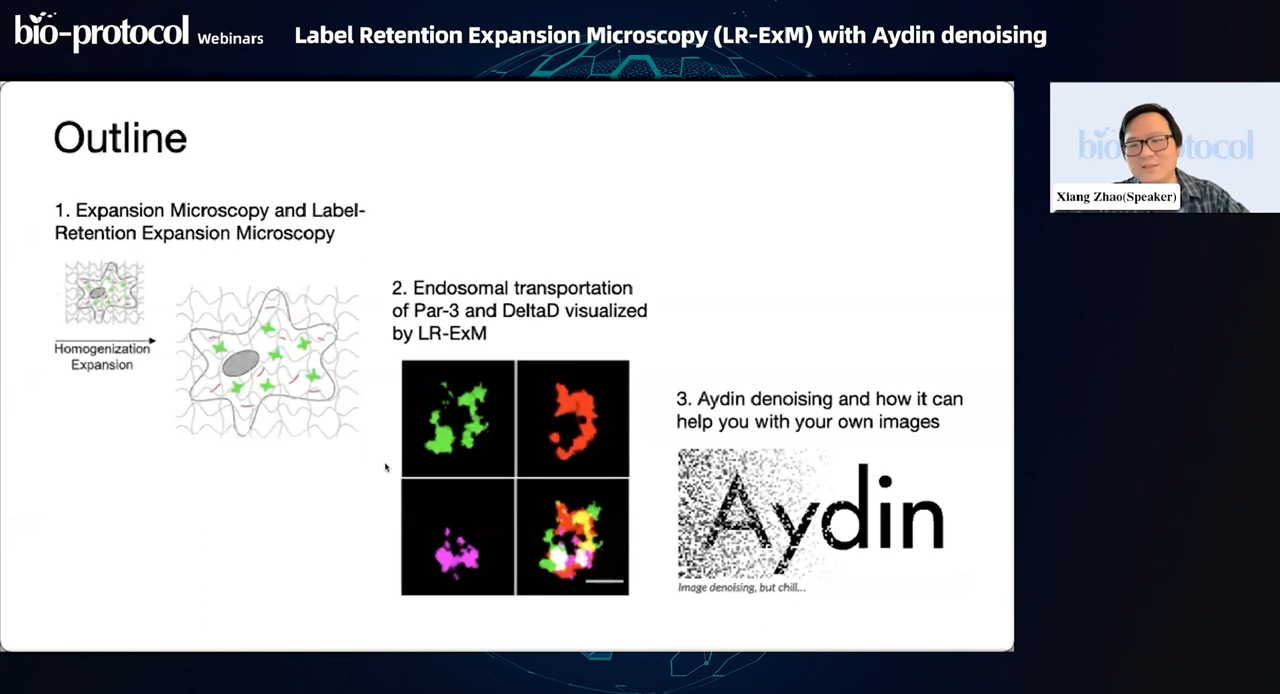 bio-protocol Webinars
Label Retention Expansion Microscopy (LR-ExM) with Aydin denoising
Outline
1. Expansion Microscopy and Label-
Retention Expansion Microscopy
Homogenization
Expansion
2. Endosomal transportation
of Par-3 and DeltaD visualized
by LR-ExM
3. Aydin denoising and how it can
help you with your own images
Aydin
Image denoising, but chill...
bio
tocol
Xiang Zhao(Speaker)